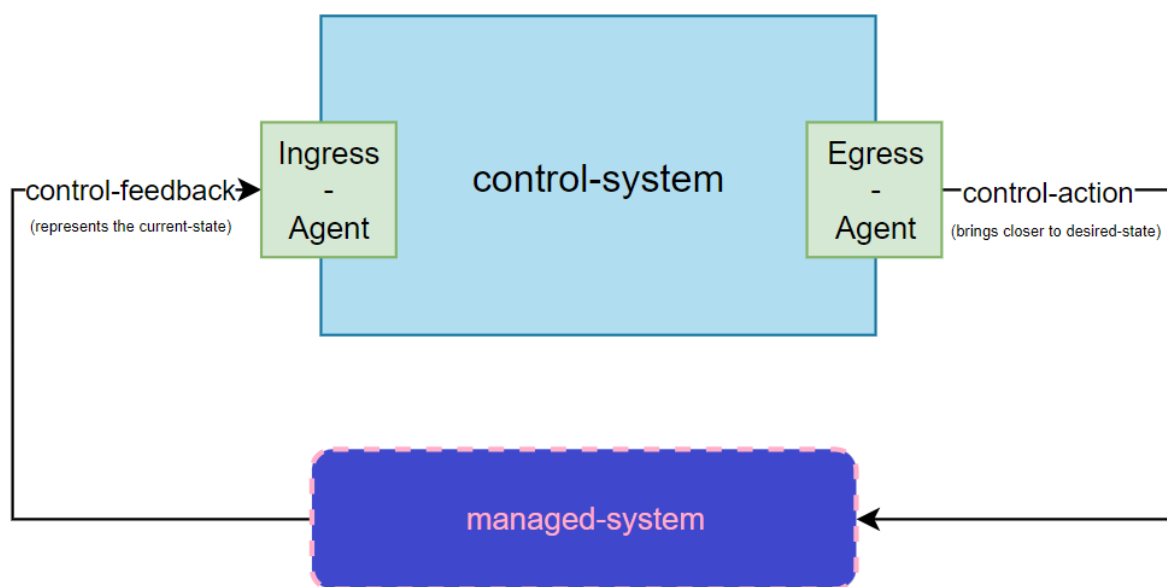 Ingress
-
Agent
control-system
Egress
-
Agent
control-feedback
(represents the current-state)
control-action
(brings closer to desired-state)
managed-system